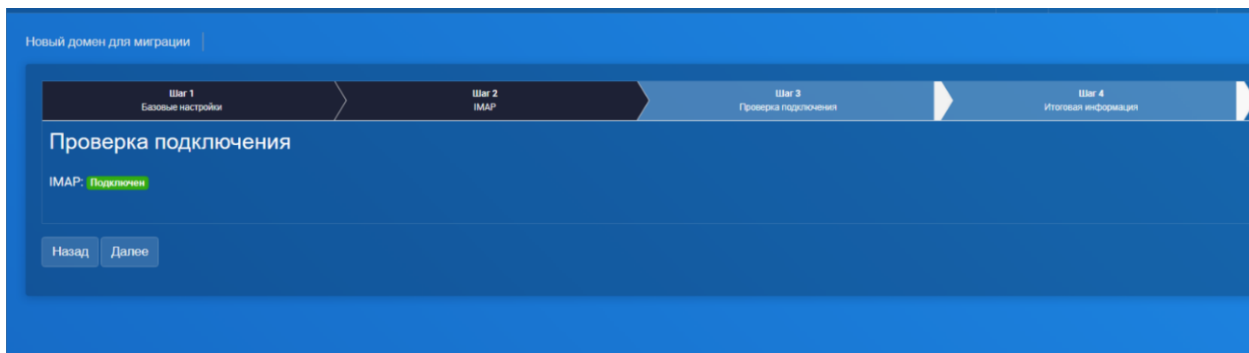 Новый домен для миграции
Шаг 1
Базовые настройки
Шаг 2
IMAP
Шаг 3
Проверка подключения
Шаг 4
Итоговая информация
Проверка подключения
IMAP: Подключен
Назад Далее